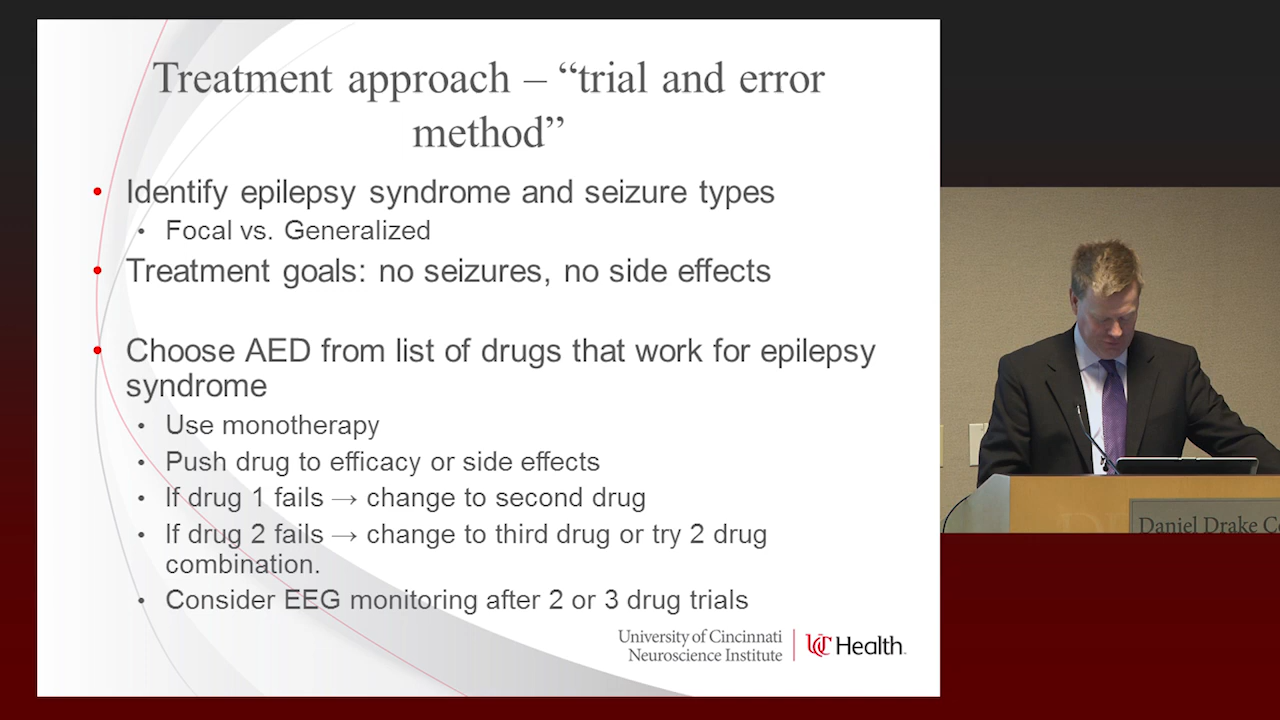 Treatment approach – “trial and error
method”
• Identify epilepsy syndrome and seizure types
• Focal vs. Generalized
• Treatment goals: no seizures, no side effects
• Choose AED from list of drugs that work for epilepsy
syndrome
• Use monotherapy
• Push drug to efficacy or side effects
• If drug 1 fails → change to second drug
• If drug 2 fails → change to third drug or try 2 drug
combination.
• Consider EEG monitoring after 2 or 3 drug trials
University of Cincinnati
Neuroscience Institute
UC Health
Daniel Drake